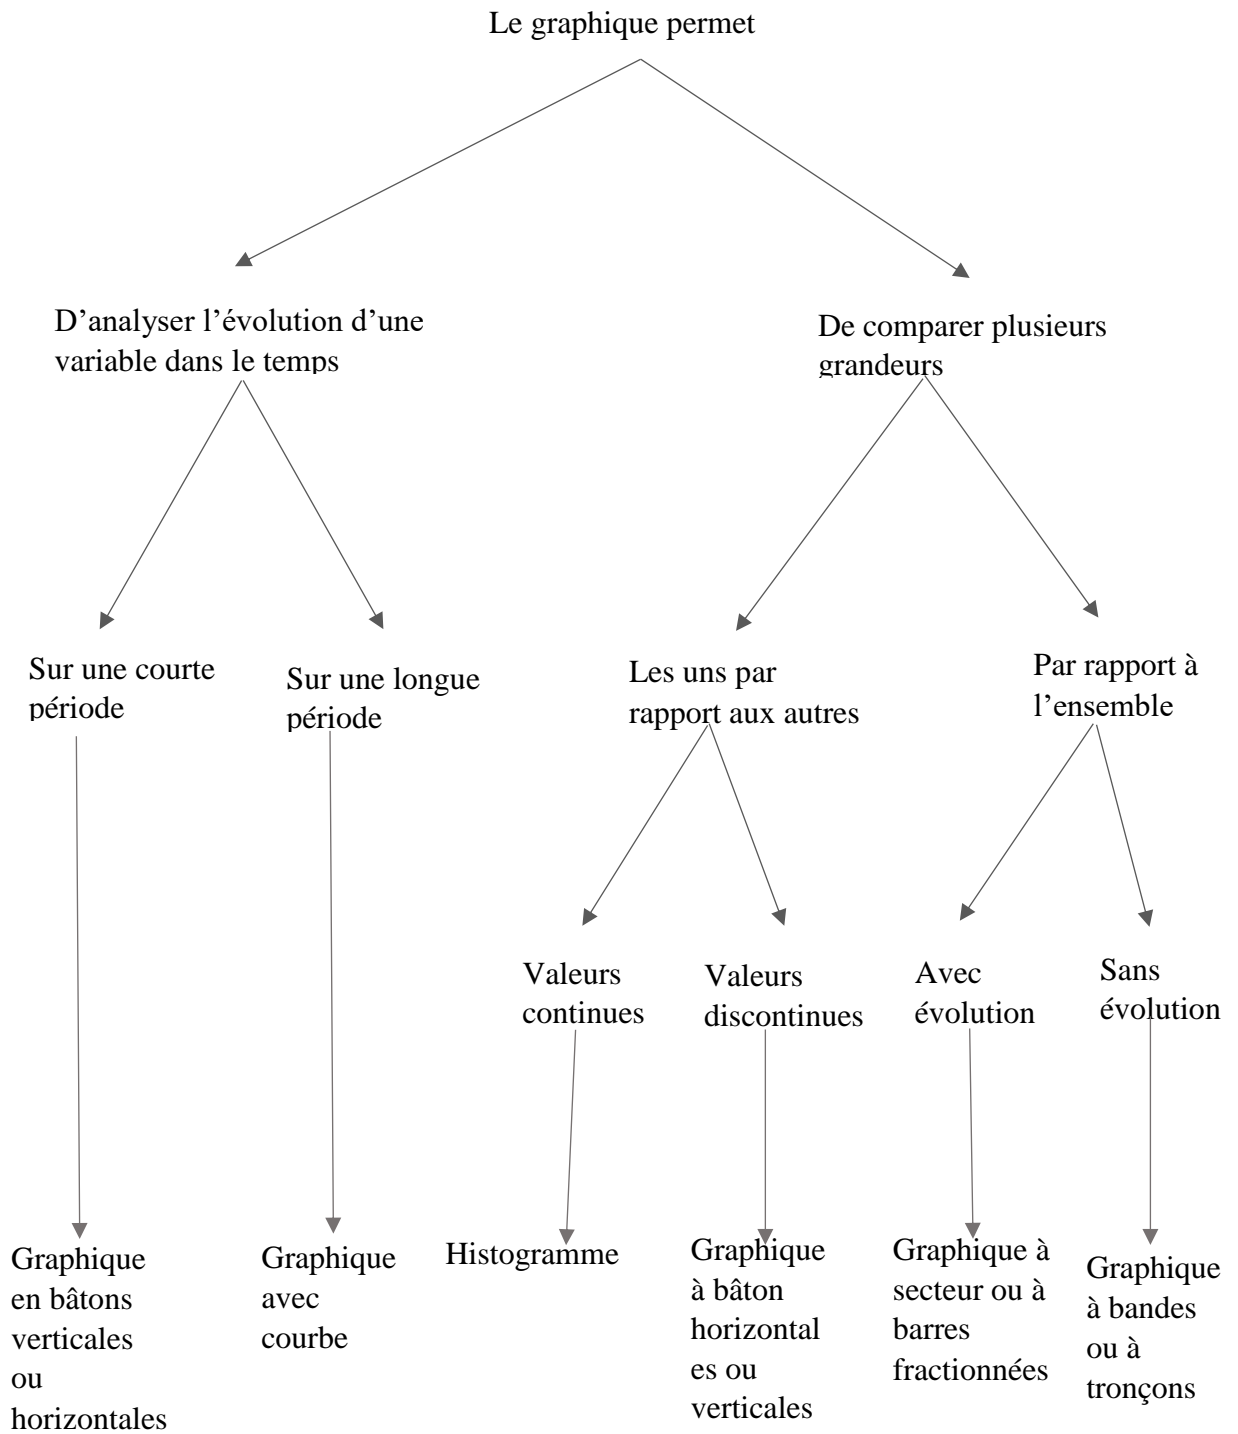 Le graphique permet
D’analyser l’évolution d’une
variable dans le temps
De comparer plusieurs
grandeurs
Sur une courte
période
Sur une longue
période
Les uns par
rapport aux autres
Par rapport à
l’ensemble
Valeurs
continues
Valeurs
discontinues
Avec
évolution
Sans
évolution
Graphique
en bâtons
verticales
ou
horizontales
Graphique
avec
courbe
Histogramme
Graphique
à bâton
horizontal
es ou
verticales
Graphique à
secteur ou à
barres
fractionnées
Graphique
à bandes
ou à
tronçons